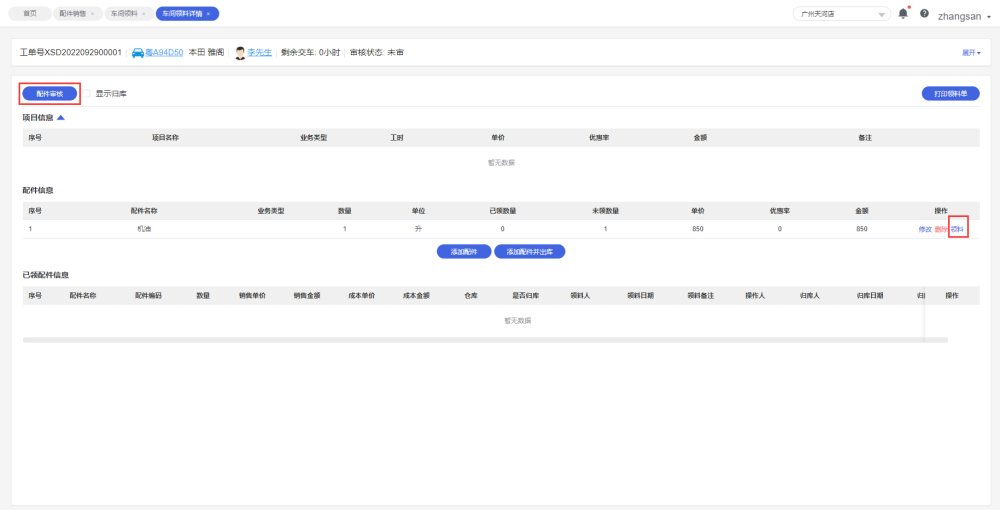 首页 配件销售 车间领料 车间领料详情 广州天河店 zhangsan
工单号XSD2022092900001 粤A94D50 本田 雅阁 李先生 剩余交车: 0小时 审核状态: 未审 展开
配件审核 显示归库 打印领料单
项目信息
序号 项目名称 业务类型 工时 单价 优惠率 金额 备注
暂无数据
配件信息
序号 配件名称 业务类型 数量 单位 已领数量 未领数量 单价 优惠率 金额 操作
1 机油 1 升 0 1 850 0 850 修改 删除 领料
添加配件 添加配件并出库
已领配件信息
序号 配件名称 配件编码 数量 销售单价 销售金额 成本单价 成本金额 仓库 是否归库 领料人 领料日期 领料备注 操作人 归库人 归库日期 操作
暂无数据